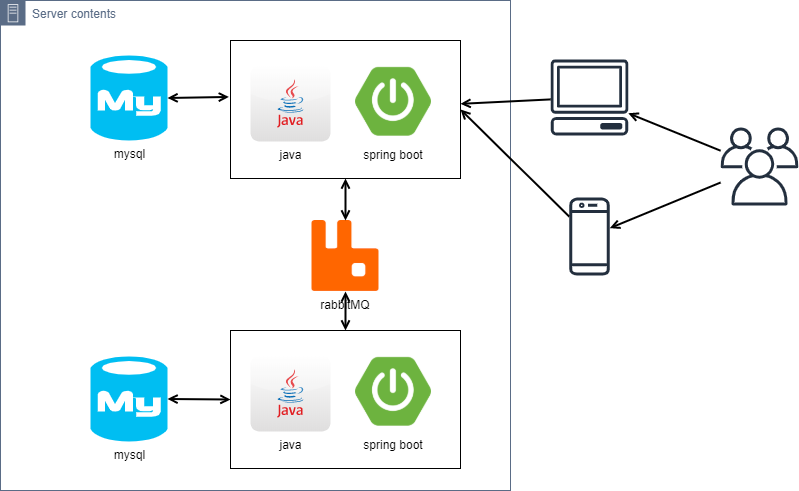 Server contents
My
mysql
Java
java
spring boot
rabbitMQ
My
mysql
Java
java
spring boot